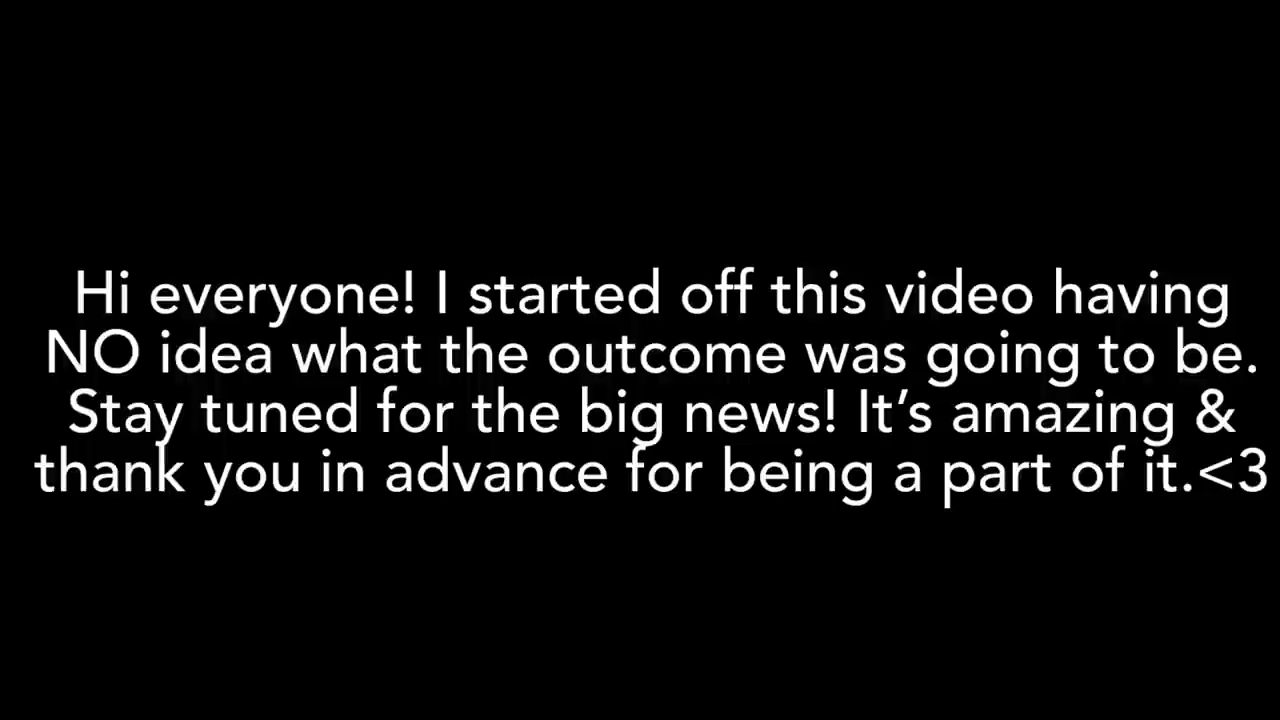 Hi everyone! I started off this video having
NO idea what the outcome was going to be.
Stay tuned for the big news! It’s amazing &
thank you in advance for being a part of it.<3